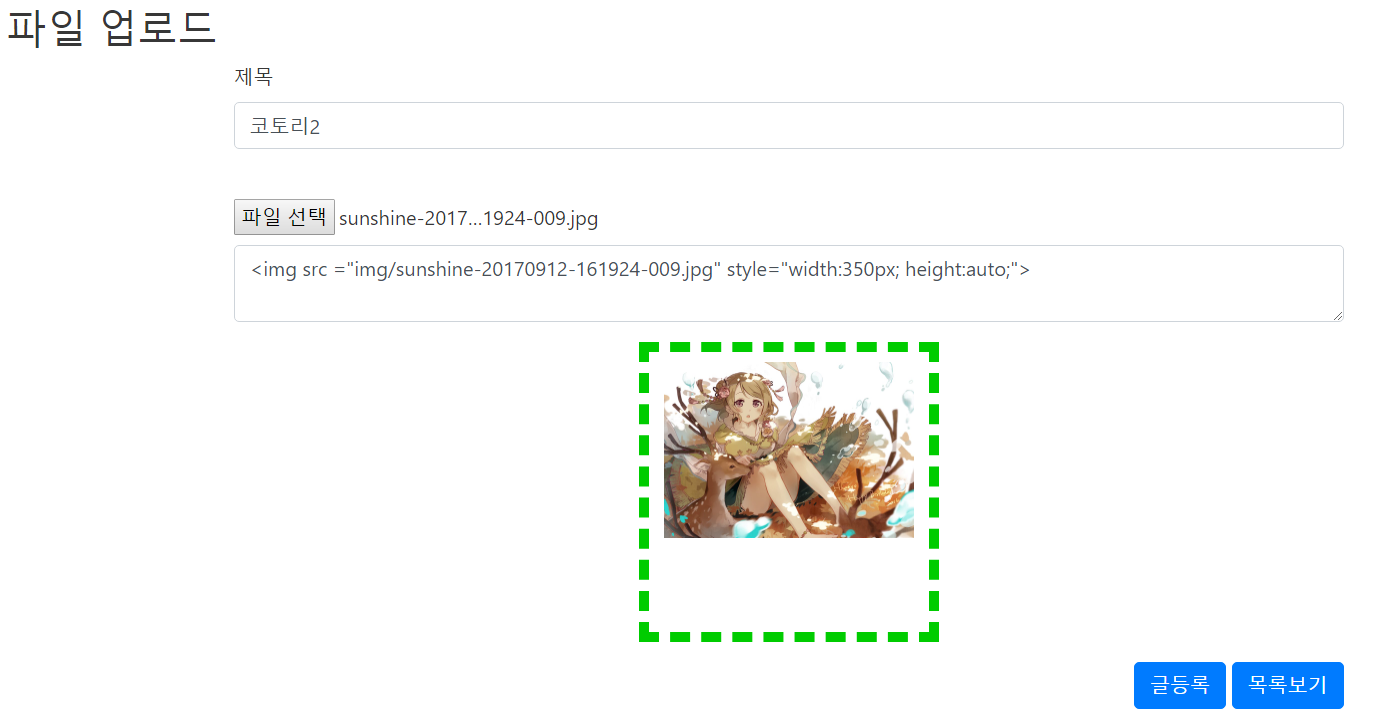 파일 업로드
제목
코토리2
파일 선택 sunshine-2017...1924-009.jpg
<img src ="img/sunshine-20170912-161924-009.jpg" style="width:350px; height:auto;">
글등록 목록보기